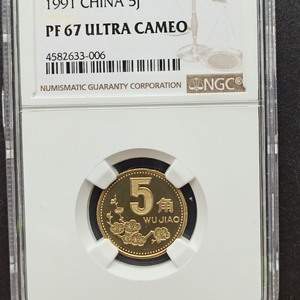 1991 CHINA 5J
PF 67 ULTRA CAMEO
4582633-006
NUMISMATIC GUARANTY CORPORATION
NGC
5角
WU JIAO